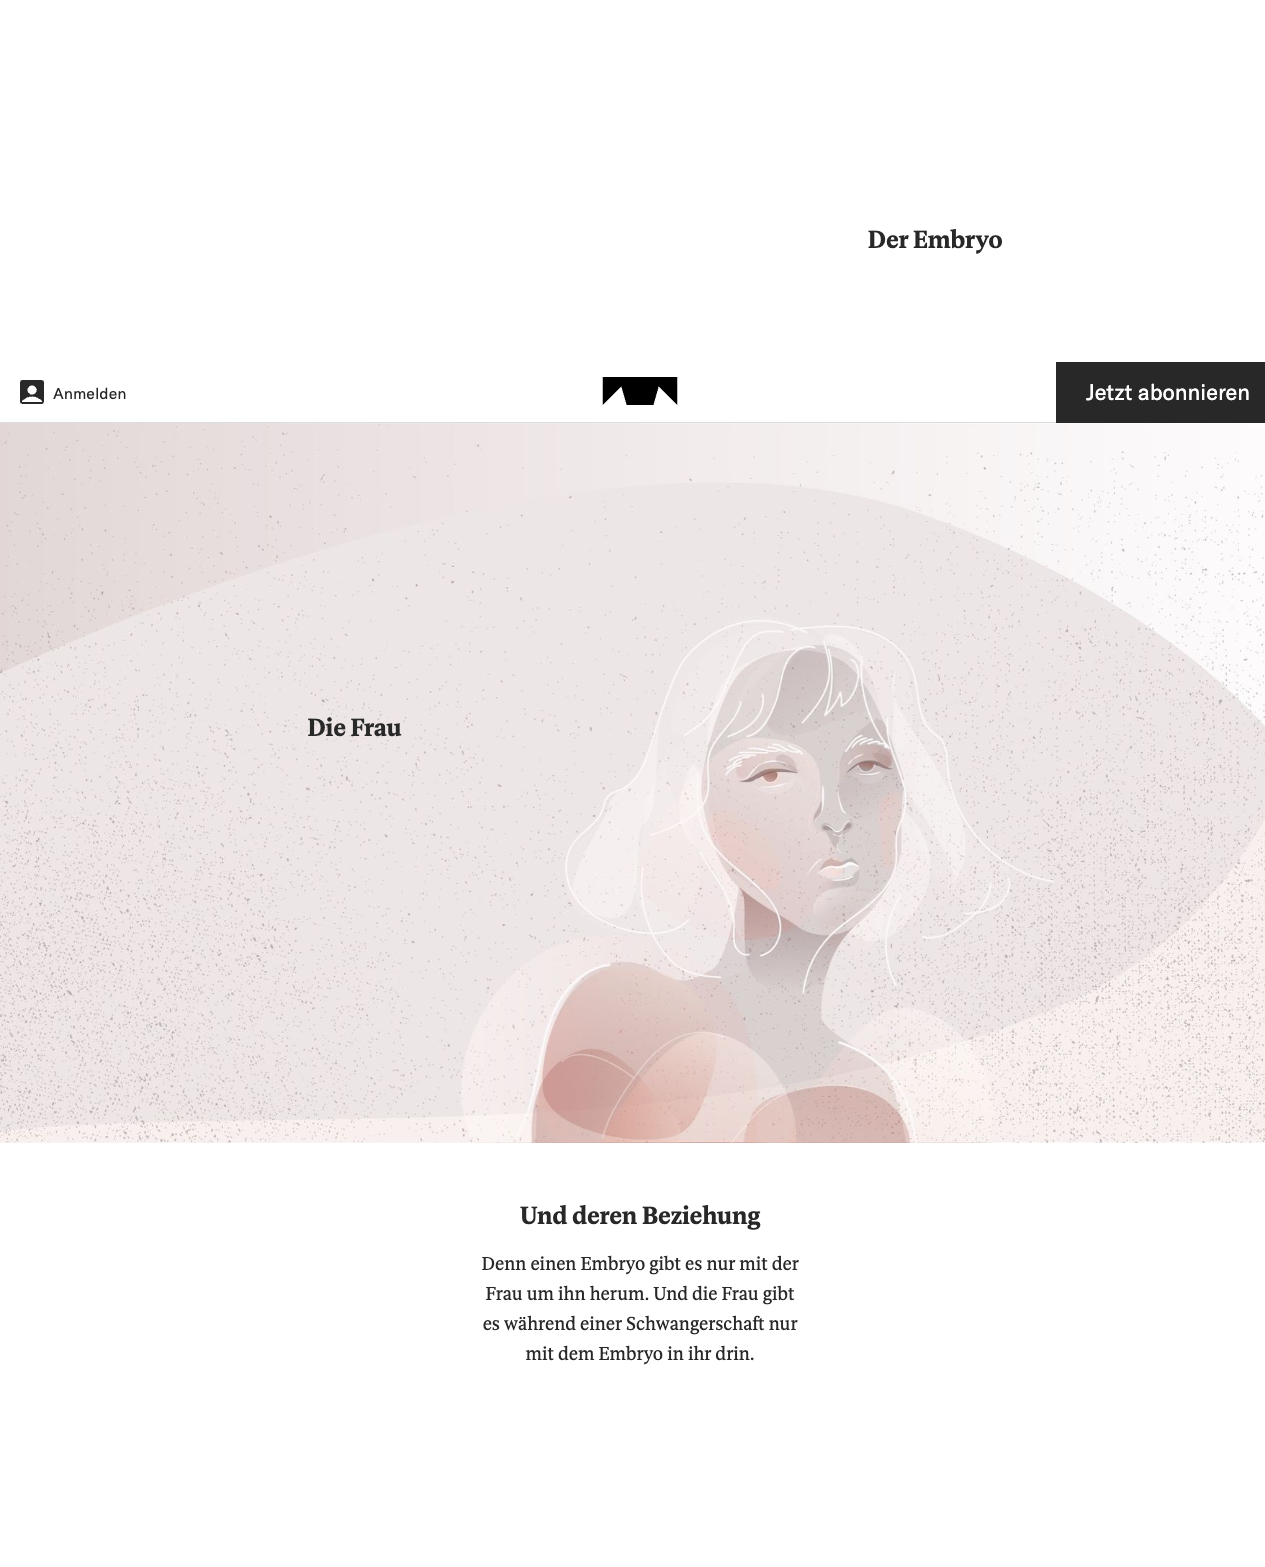 Der Embryo
Anmelden
Jetzt abonnieren
Die Frau
Und deren Beziehung
Denn einen Embryo gibt es nur mit der
Frau um ihn herum. Und die Frau gibt
es während einer Schwangerschaft nur
mit dem Embryo in ihr drin.